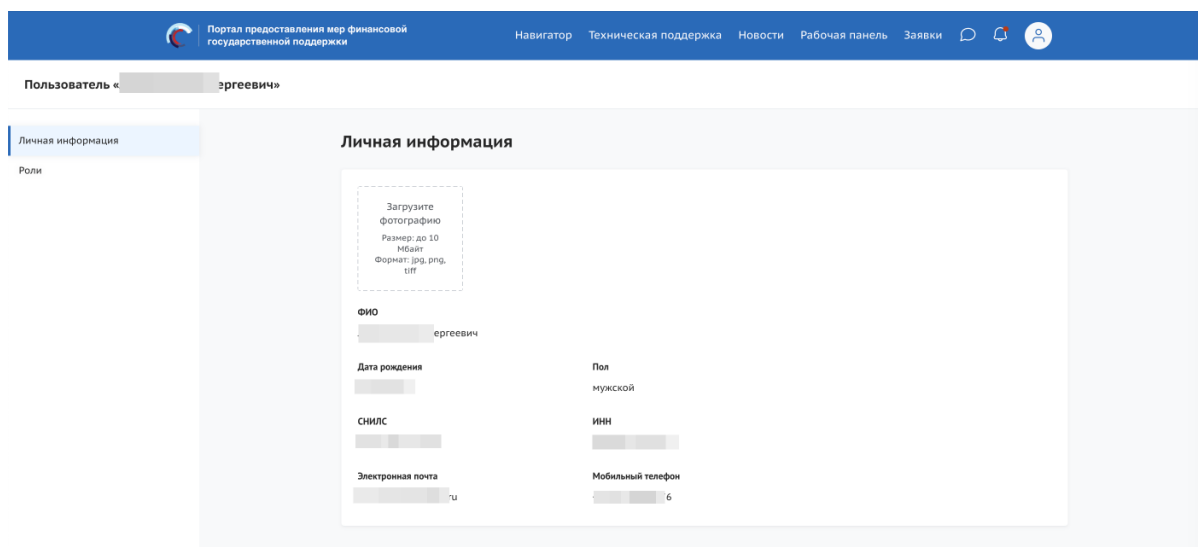 Портал предоставления мер финансовой
государственной поддержки
Навигатор Техническая поддержка Новости Рабочая панель Заявки
Пользователь « ергеевич»
Личная информация
Роли
Личная информация
Загрузите
фотографию
Размер: до 10
Мбайт
Формат: jpg, png,
tiff
ФИО
ергеевич
Дата рождения Пол
мужской
СНИЛС ИНН
Электронная почта Мобильный телефон
ru 6